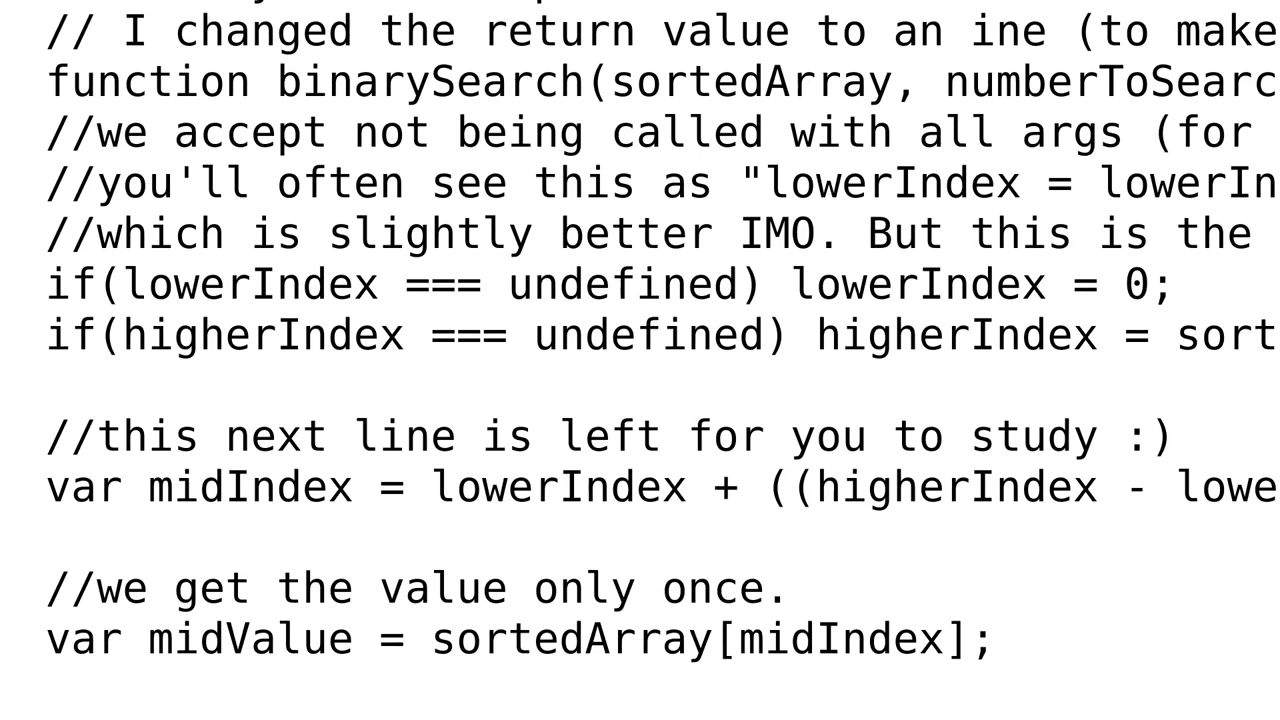 // I changed the return value to an ine (to make
function binarySearch(sortedArray, numberToSearc
//we accept not being called with all args (for
//you'll often see this as "lowerIndex = lowerIn
//which is slightly better IMO. But this is the
if(lowerIndex === undefined) lowerIndex = 0;
if(higherIndex === undefined) higherIndex = sort
//this next line is left for you to study :)
var midIndex = lowerIndex + ((higherIndex - lowe
//we get the value only once.
var midValue = sortedArray[midIndex];